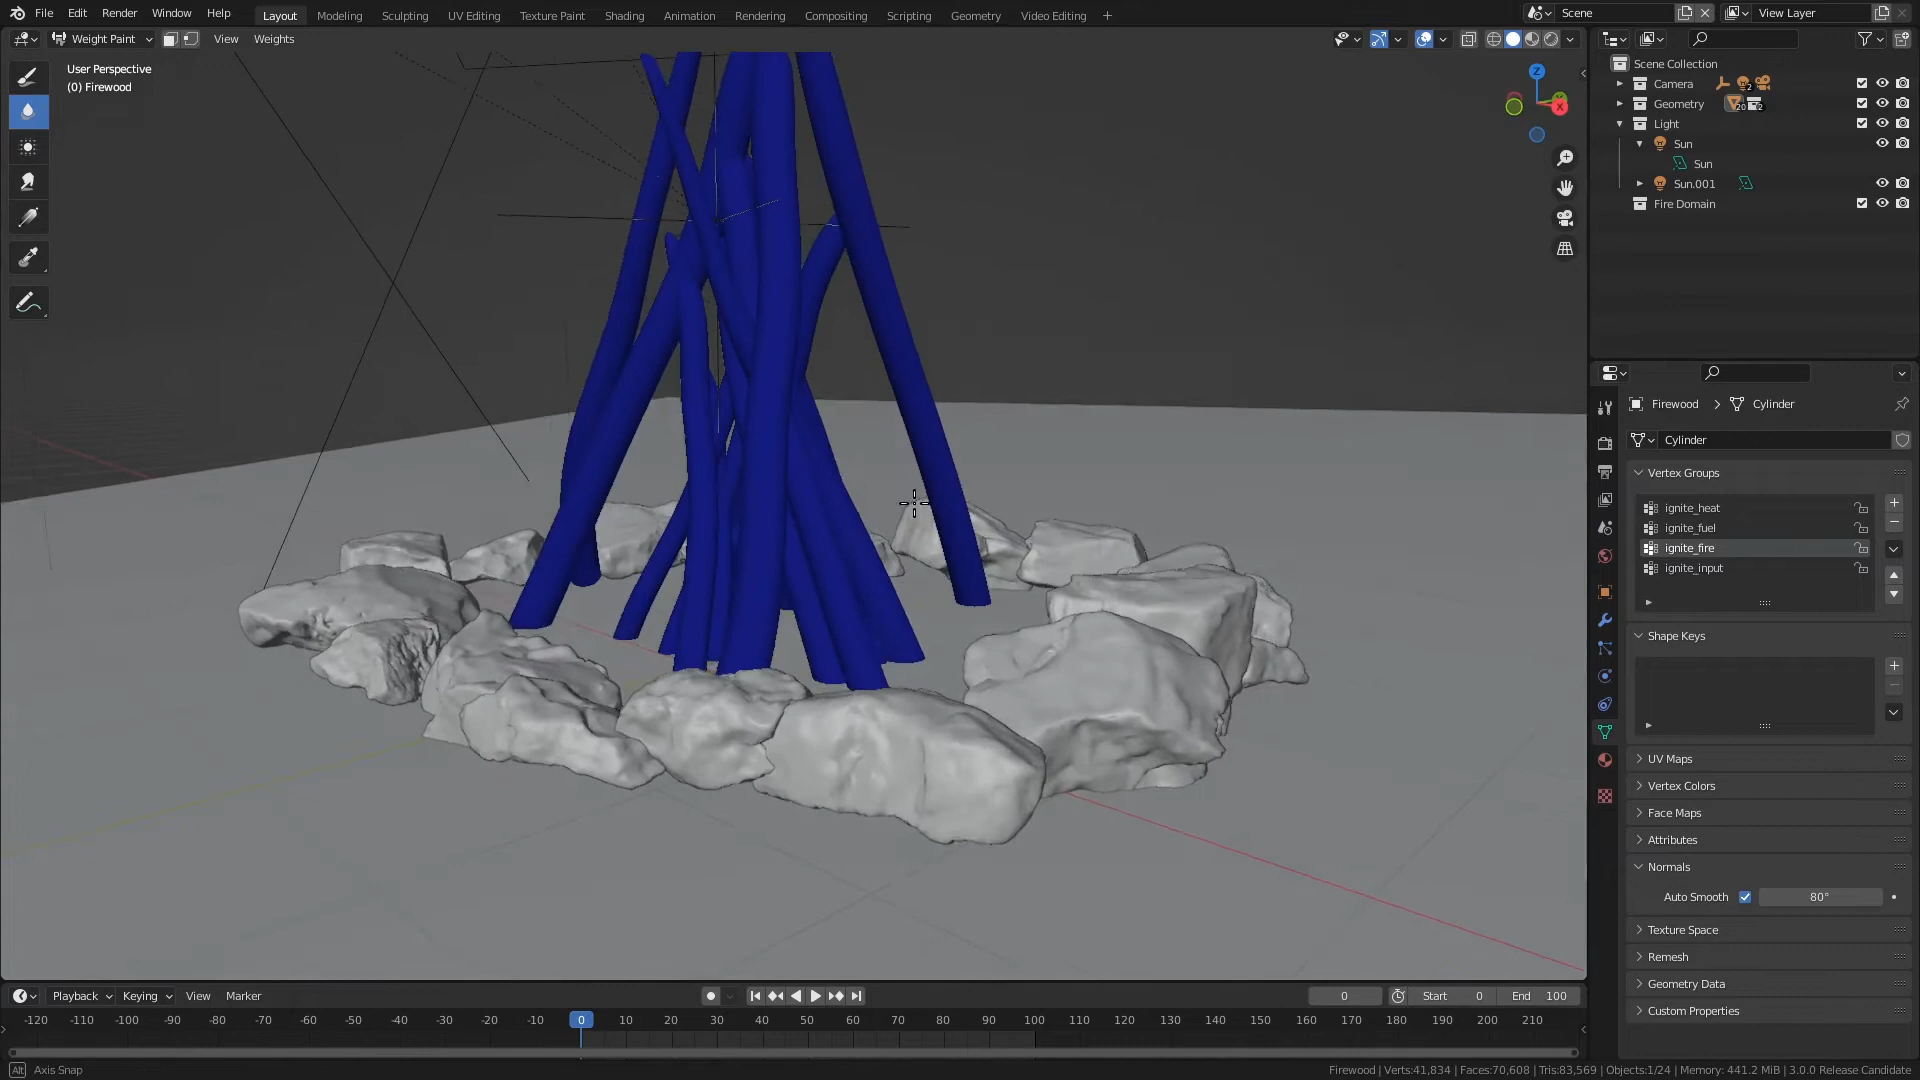 File Edit Render Window Help Layout Modeling Sculpting UV Editing Texture Paint Shading Animation Rendering Compositing Scripting Geometry Video Editing + Scene View Layer
Weight Paint View Weights
User Perspective
(0) Firewood
Z
X
Scene Collection
Camera 2
Geometry 20 2
Light
Sun
Sun
Sun.001
Fire Domain
Firewood > Cylinder
Cylinder
Vertex Groups
ignite_heat
ignite_fuel
ignite_fire
ignite_input
Shape Keys
UV Maps
Vertex Colors
Face Maps
Attributes
Normals
Auto Smooth 80°
Texture Space
Remesh
Geometry Data
Custom Properties
Playback Keying View Marker 0 Start 0 End 100
-120 -110 -100 -90 -80 -70 -60 -50 -40 -30 -20 -10 0 10 20 30 40 50 60 70 80 90 100 110 120 130 140 150 160 170 180 190 200 210
Alt Axis Snap Firewood | Verts:41,834 | Faces:70,608 | Tris:83,569 | Objects:1/24 | Memory: 441.2 MiB | 3.0.0 Release Candidate